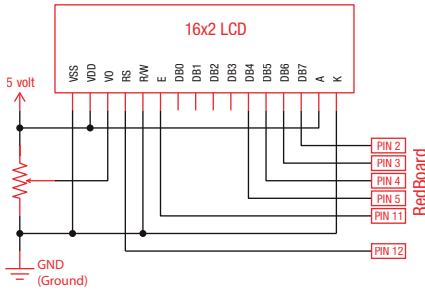 16x2 LCD
VSS
VDD
VO
RS
R/W
E
DB0
DB1
DB2
DB3
DB4
DB5
DB6
DB7
A
K
5 volt
PIN 2
PIN 3
PIN 4
PIN 5
PIN 11
PIN 12
RedBoard
GND
(Ground)